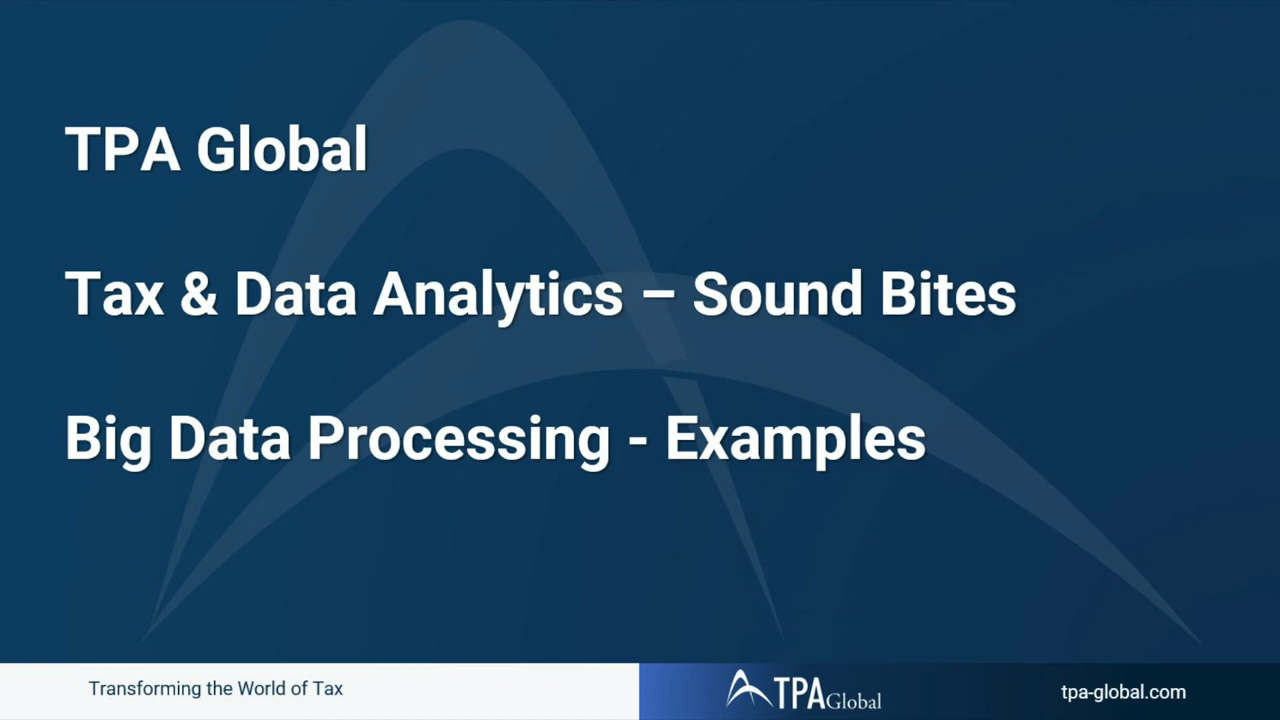 TPA Global
Tax & Data Analytics – Sound Bites
Big Data Processing - Examples
Transforming the World of Tax
TPA Global
tpa-global.com